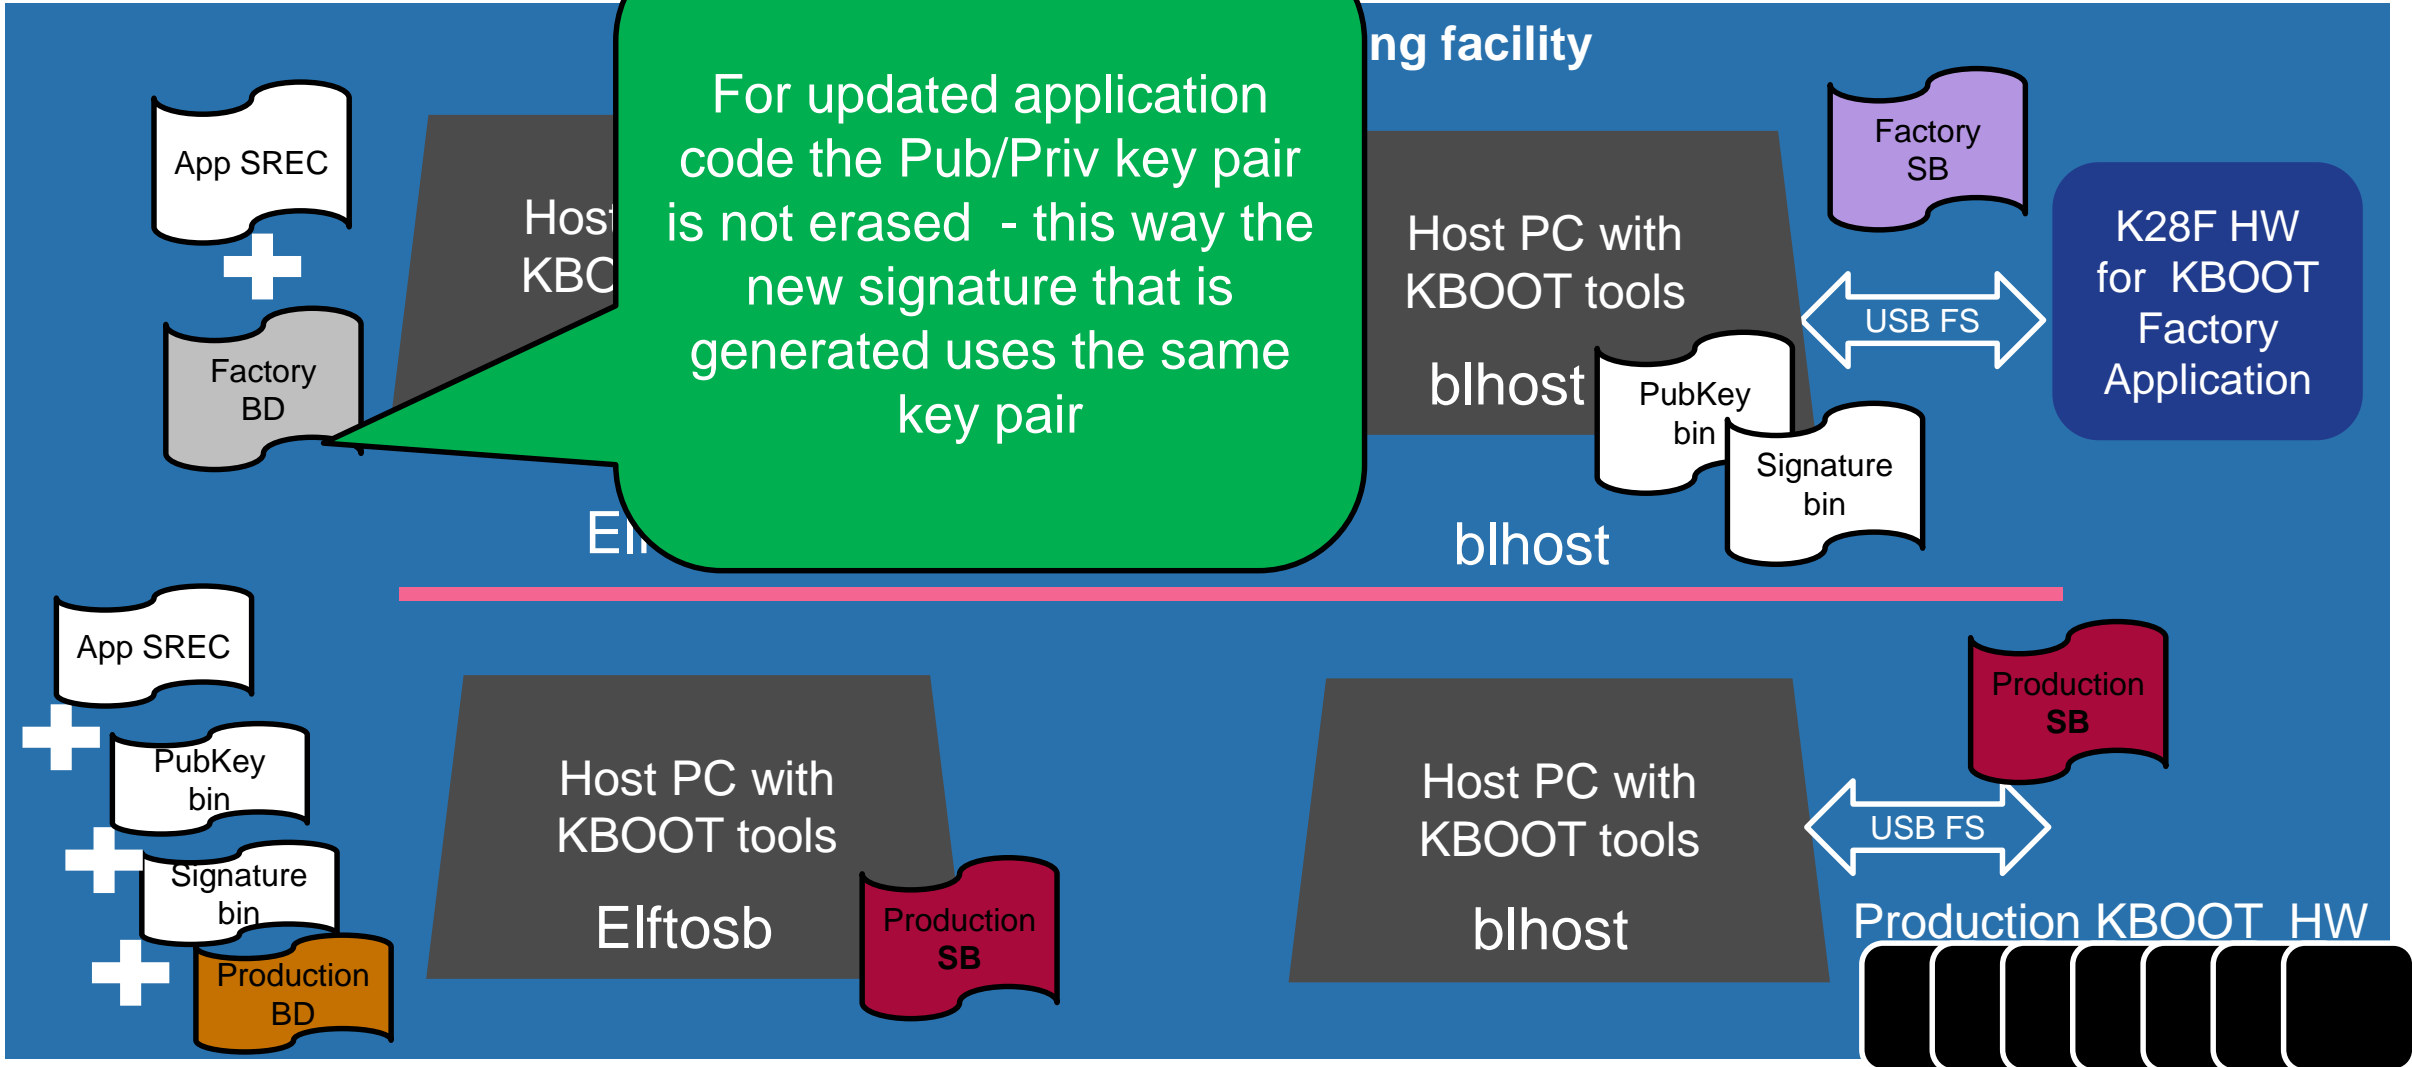 ng facility
App SREC
Factory
BD
For updated application
code the Pub/Priv key pair
is not erased - this way the
new signature that is
generated uses the same
key pair
Host PC with
KBOOT tools
blhost
PubKey
bin
Signature
bin
blhost
Factory
SB
USB FS
K28F HW
for KBOOT
Factory
Application
App SREC
PubKey
bin
Signature
bin
Production
BD
Host PC with
KBOOT tools
Elftosb
Production
SB
Host PC with
KBOOT tools
blhost
Production
SB
USB FS
Production KBOOT HW